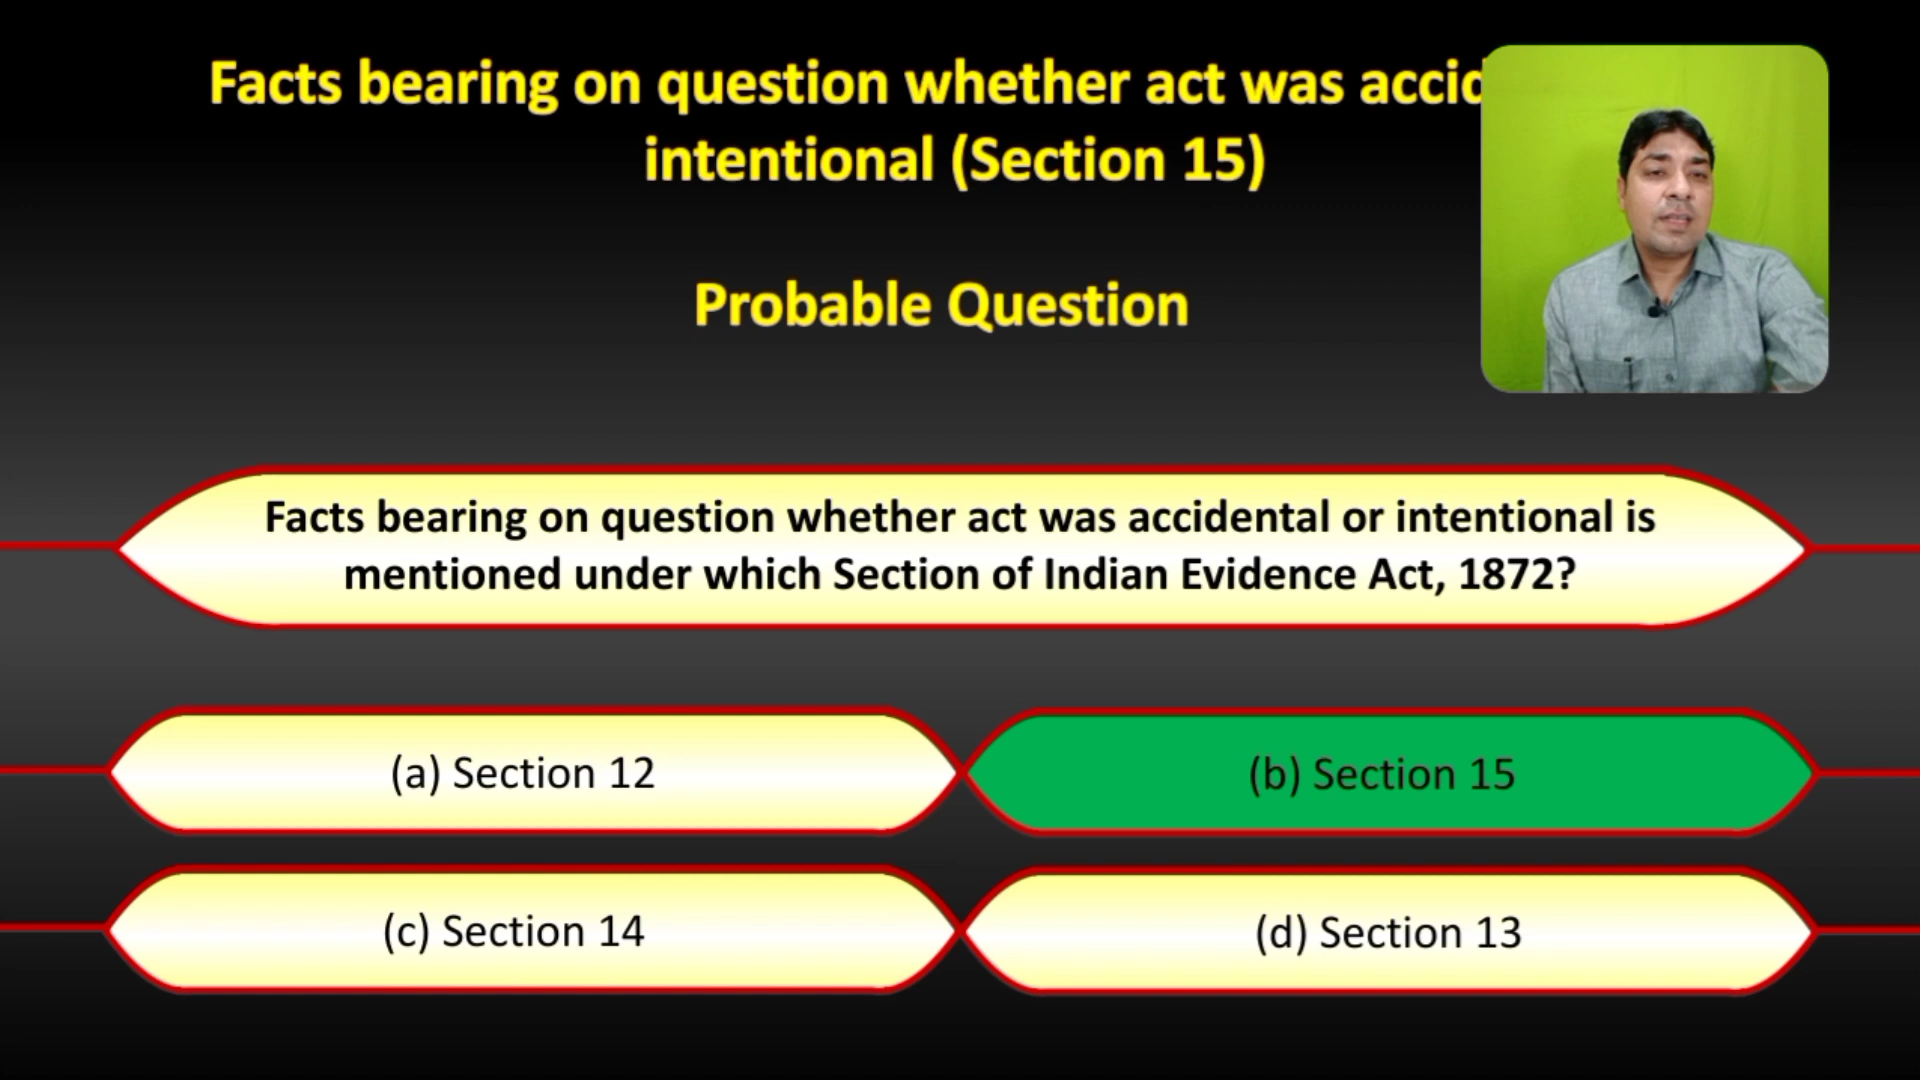 Facts bearing on question whether act was
intentional (Section 15)
Probable Question
Facts bearing on question whether act was accidental or intentional is
mentioned under which Section of Indian Evidence Act, 1872?
(a) Section 12
(b) Section 15
(c) Section 14
(d) Section 13